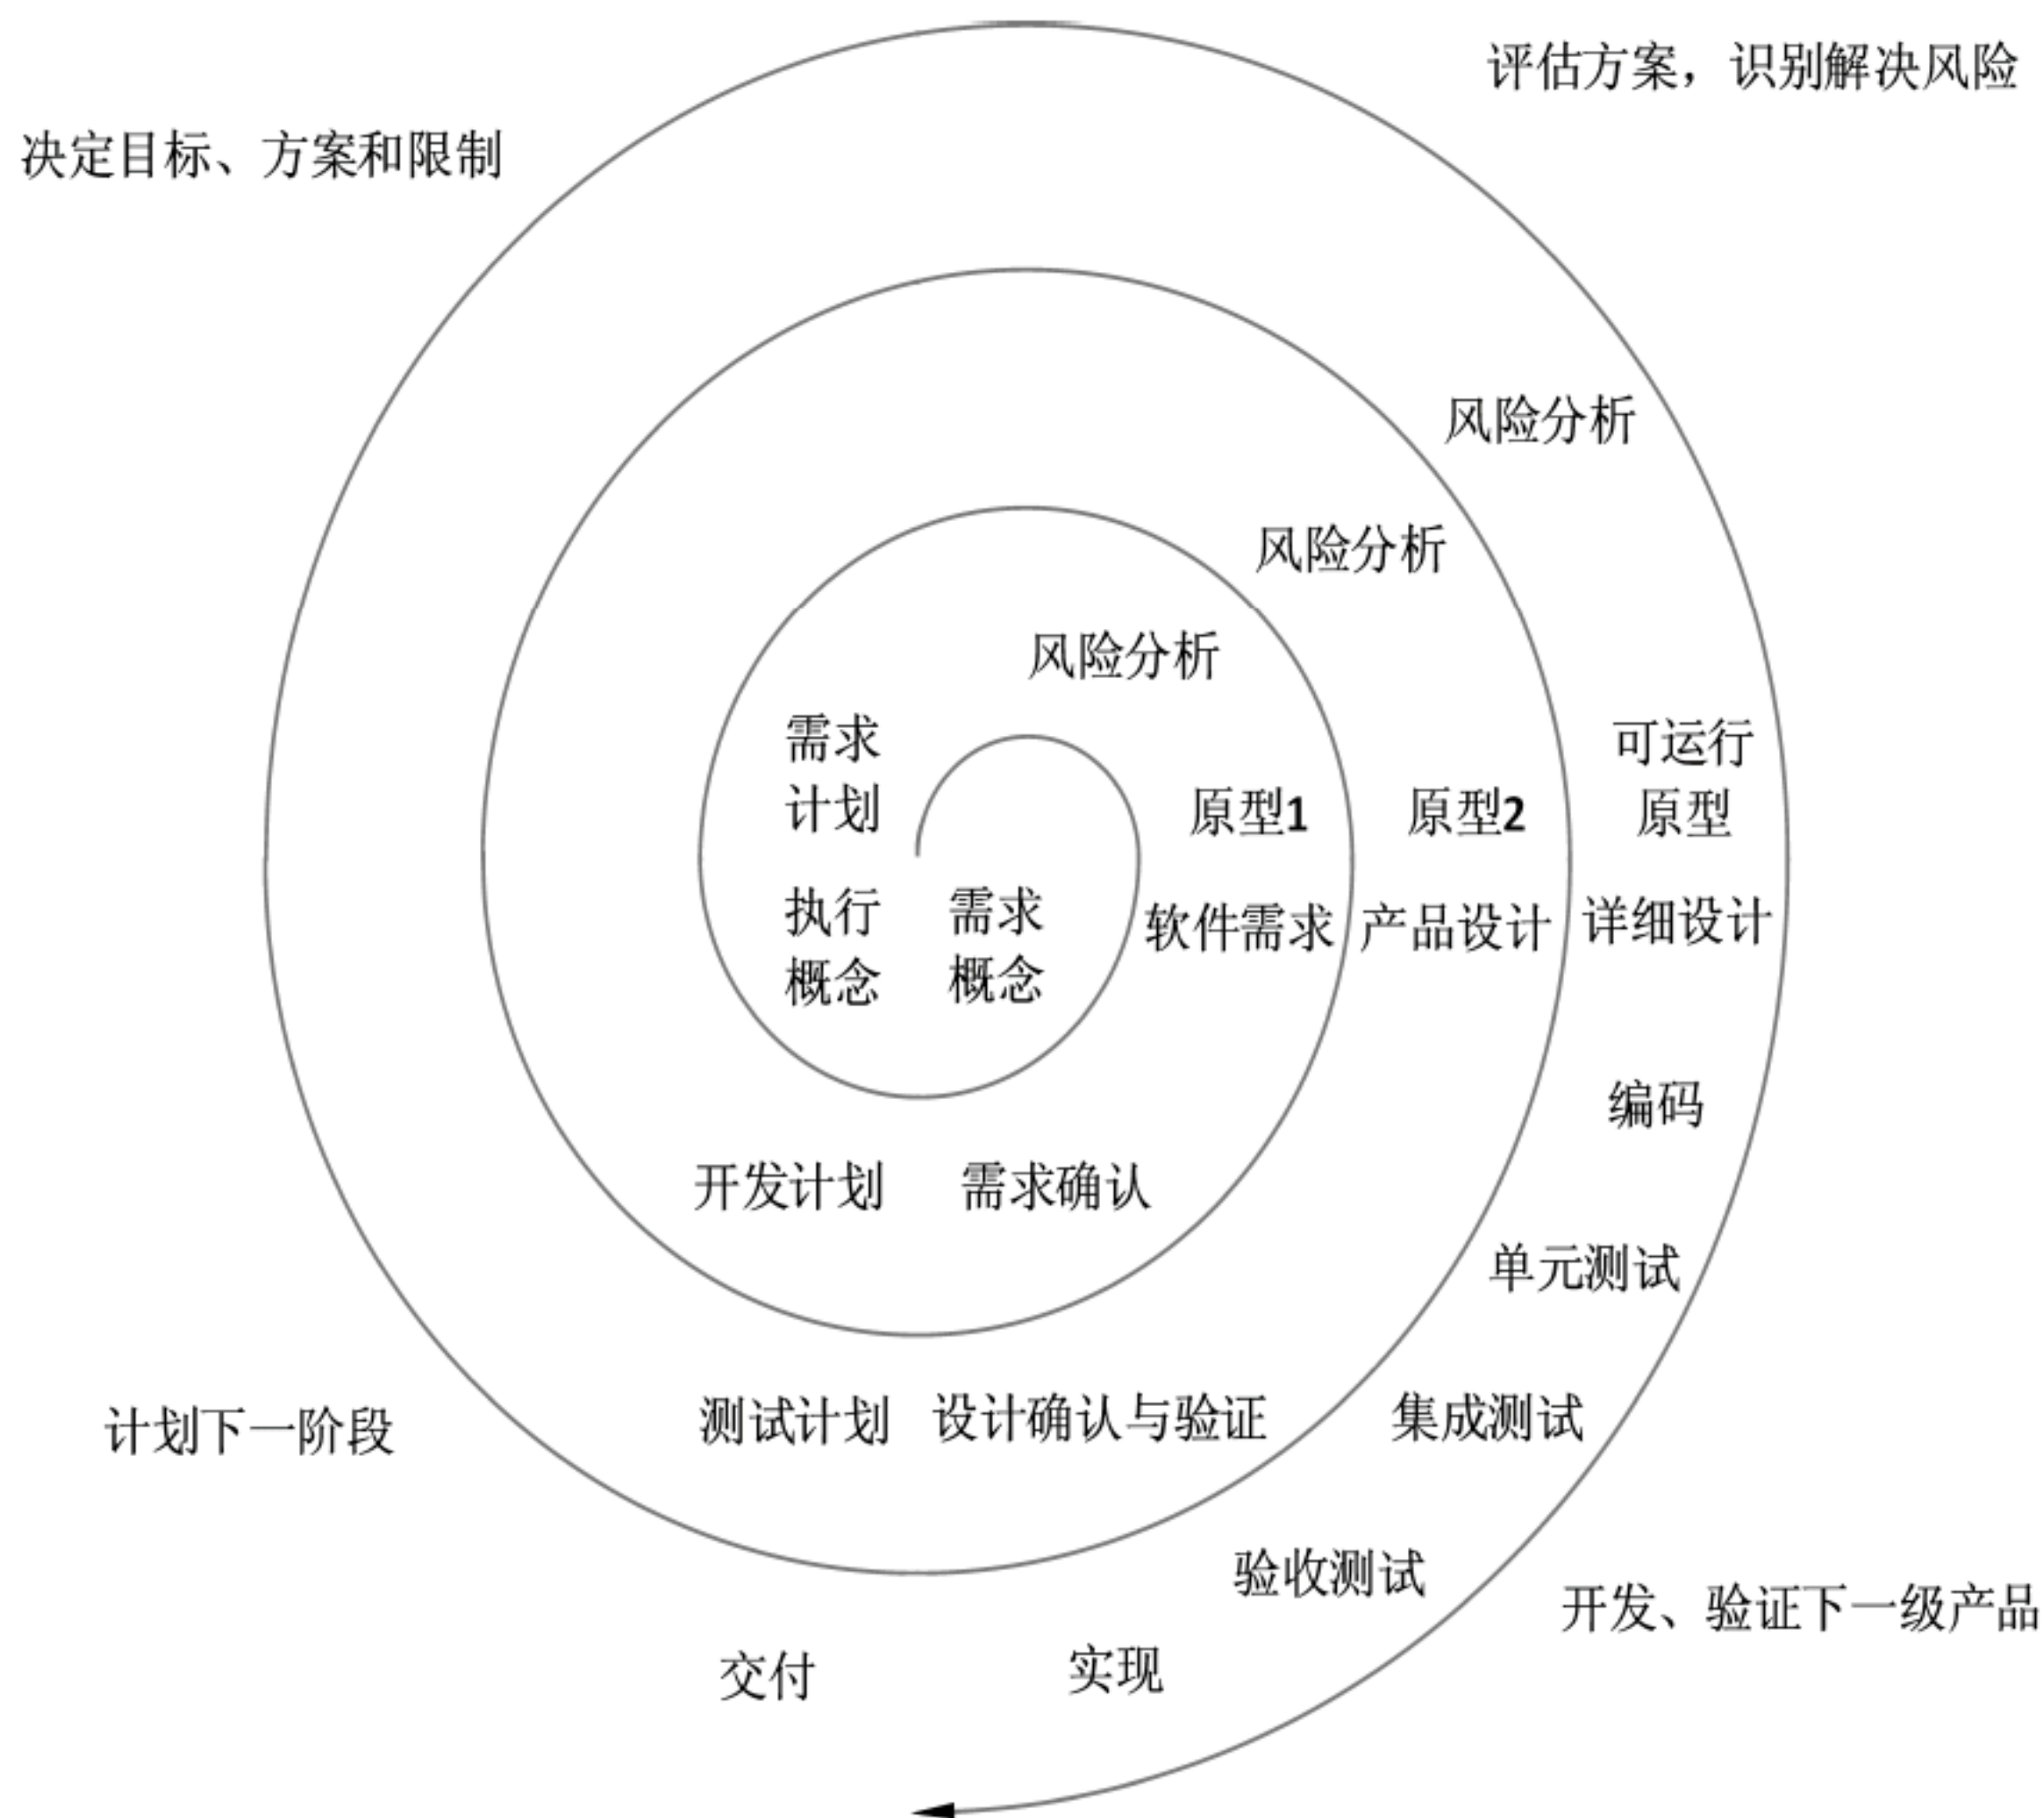 评估方案，识别解决风险
决定目标、方案和限制
风险分析
风险分析
风险分析
需求
计划
可运行
原型
原型1
原型2
执行
概念
需求
概念
软件需求
产品设计
详细设计
编码
开发计划
需求确认
单元测试
计划下一阶段
测试计划
设计确认与验证
集成测试
验收测试
开发、验证下一级产品
交付
实现